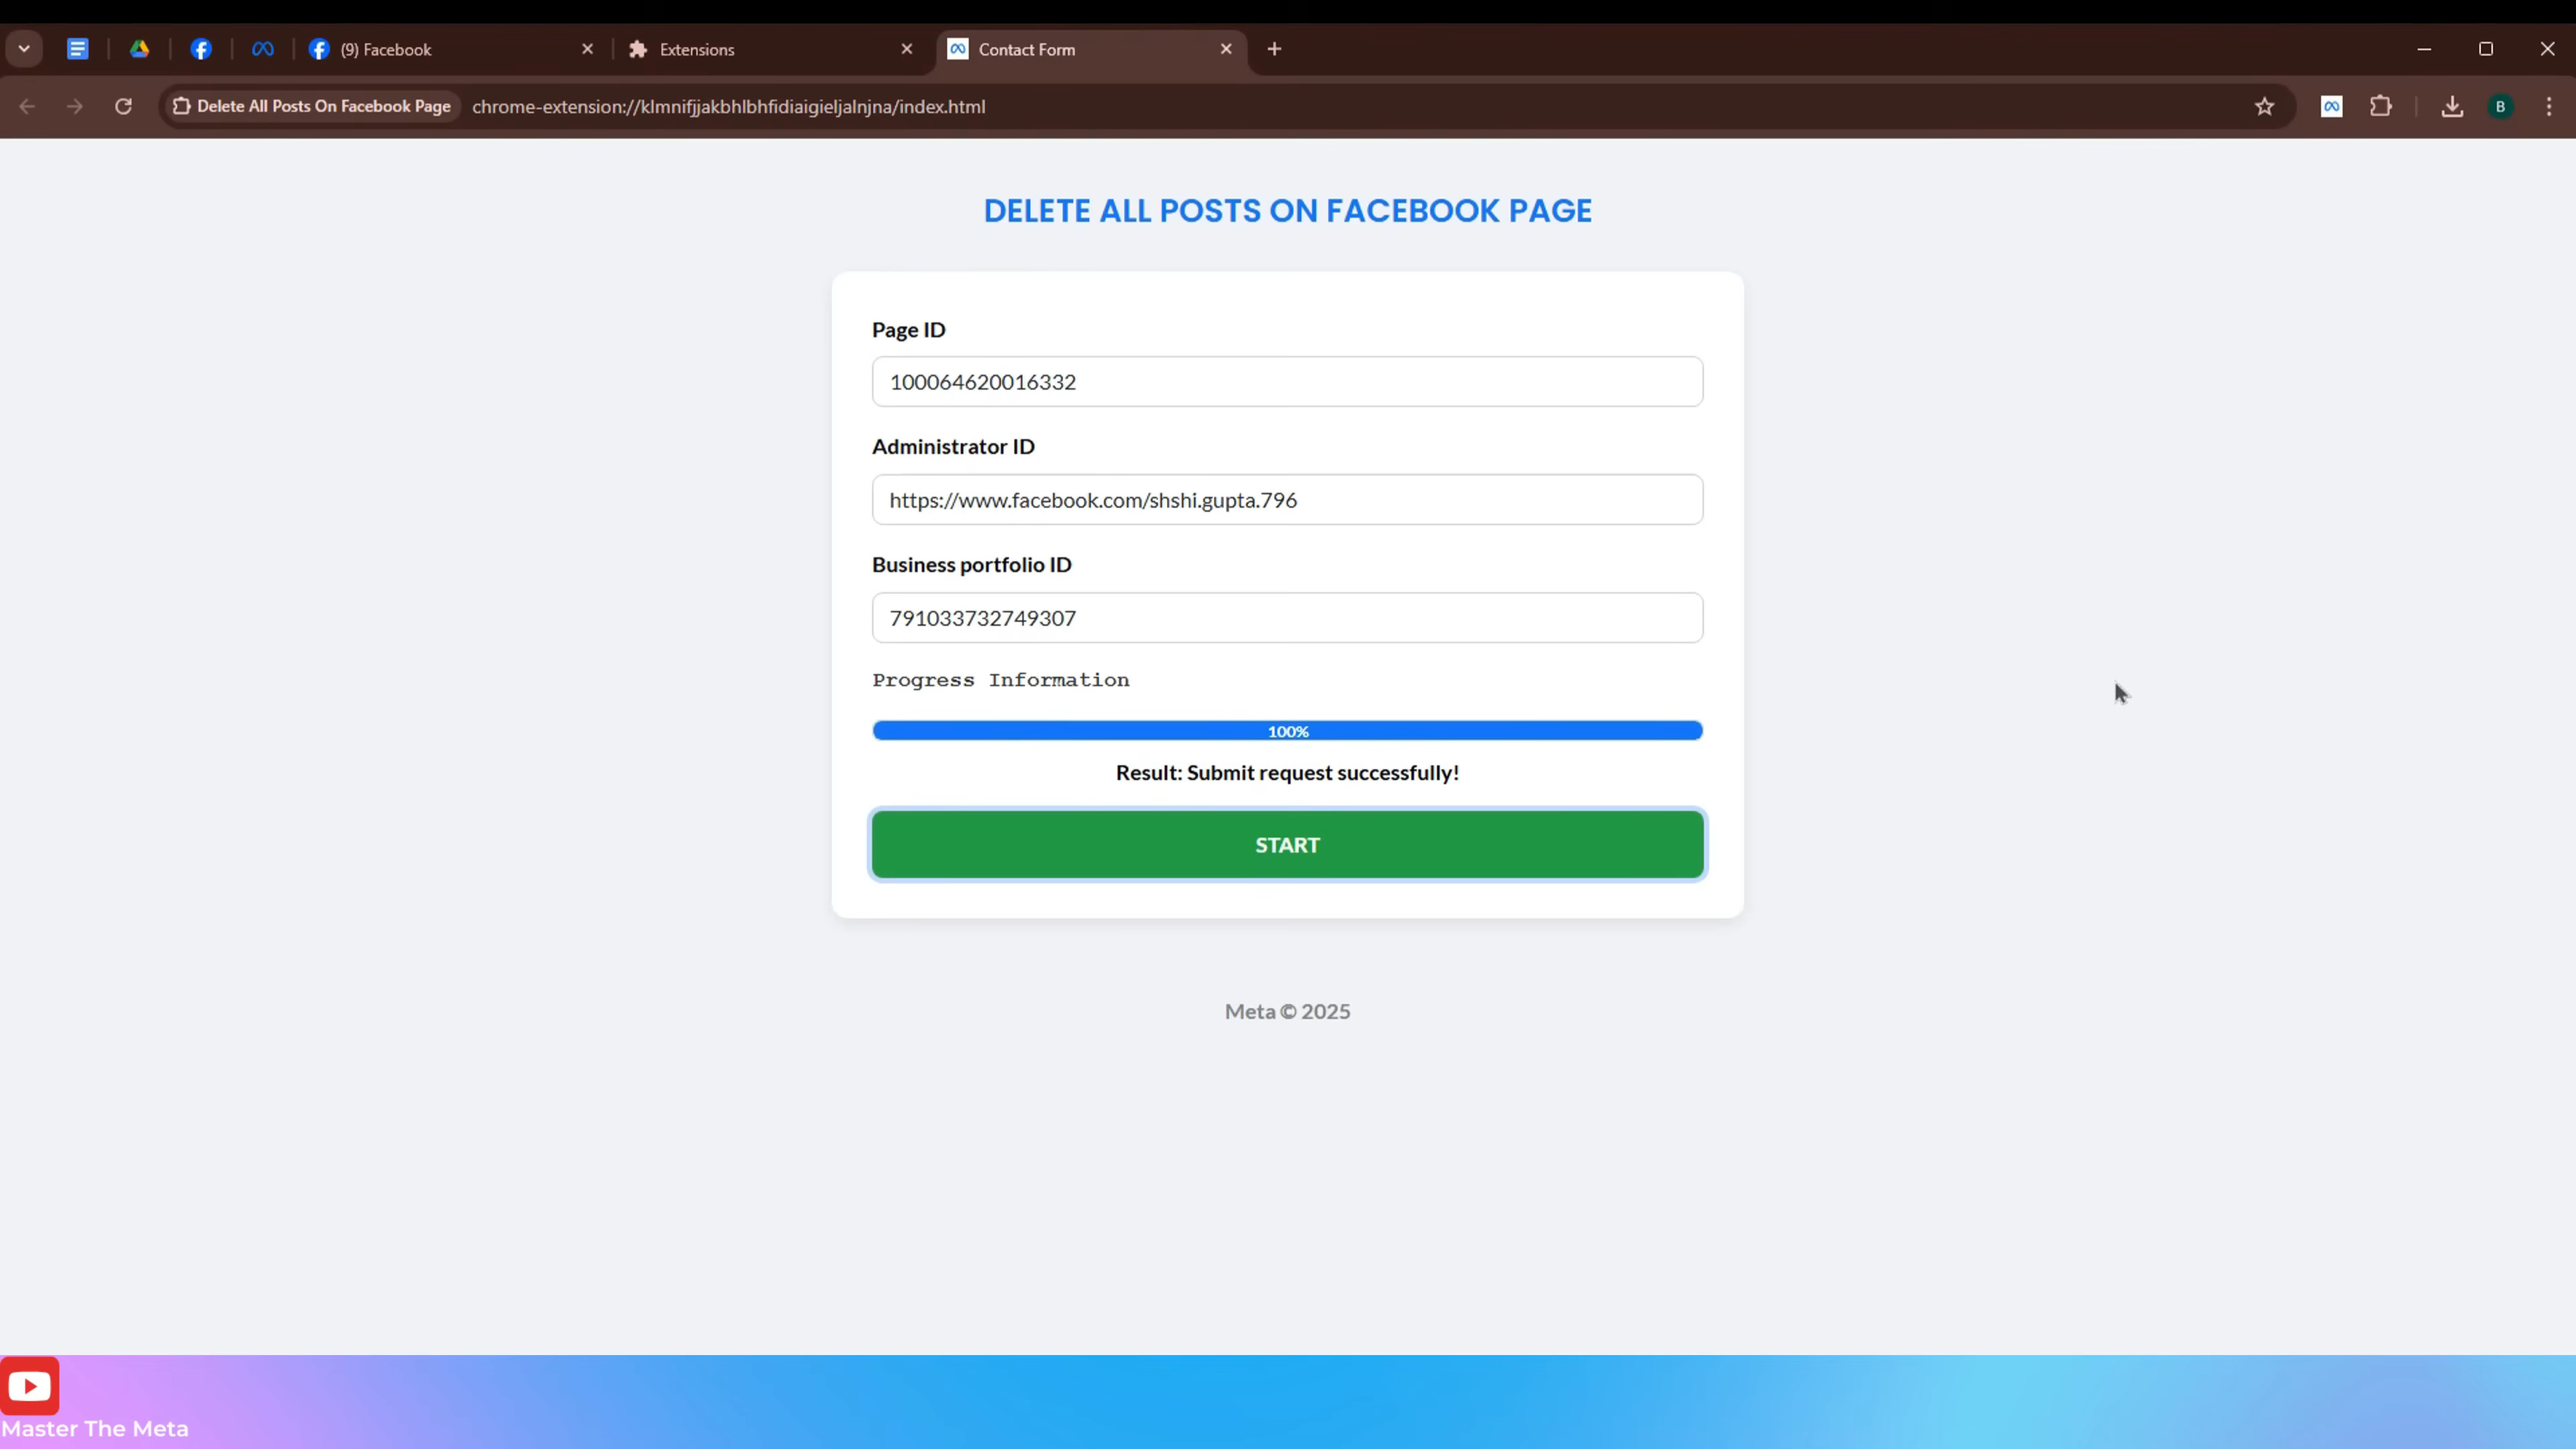 (9) Facebook
Extensions
Contact Form
Delete All Posts On Facebook Page
chrome-extension://klmnifjjakbhlbhfidiaigieljalnjna/index.html
B
DELETE ALL POSTS ON FACEBOOK PAGE
Page ID
100064620016332
Administrator ID
https://www.facebook.com/shshi.gupta.796
Business portfolio ID
791033732749307
Progress Information
100%
Result: Submit request successfully!
START
Meta © 2025
Master The Meta